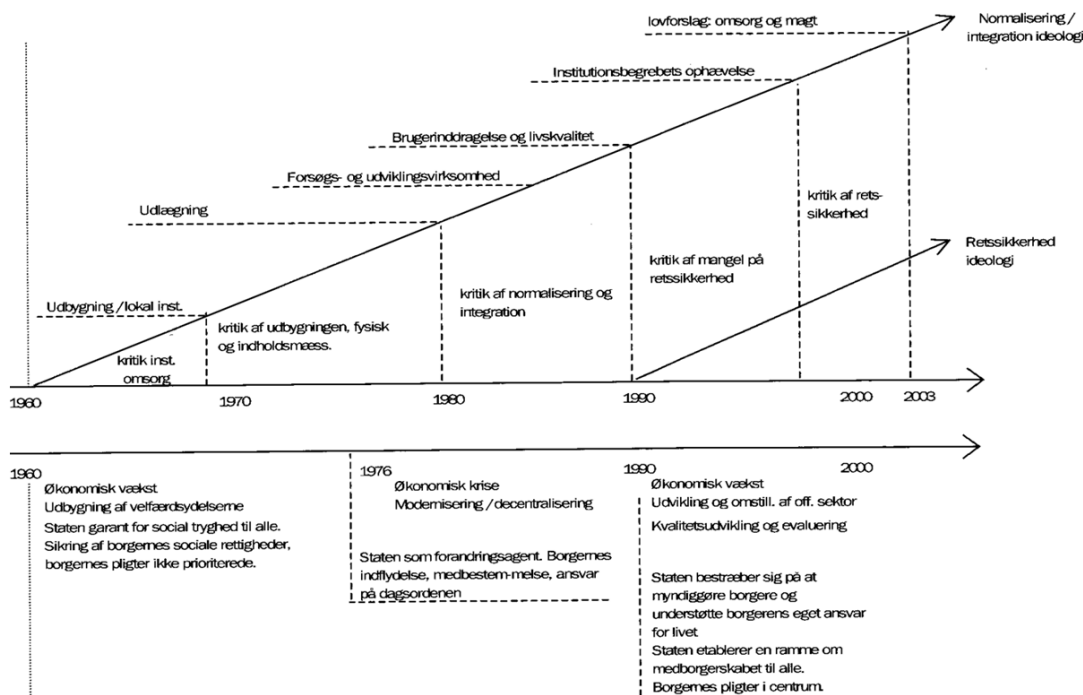 lovforslag: omsorg og magt
Normalisering /
integration ideologi
Institutionsbegrebets ophævelse
Brugerinddragelse og livskvalitet
Forsøgs- og udviklingsvirksomhed
Udlægning
kritik af rets-
sikkerhed
Retssikkerhed
ideologi
kritik af mangel på
retssikkerhed
kritik af normalisering og
integration
Udbygning /lokal inst.
kritik af udbygningen, fysisk
og indholdsmæss.
kritik inst.
omsorg
1960 1970 1980 1990 2000 2003
1960 1976 1990 2000
Økonomisk vækst
Udbygning af velfærdsydelserne
Staten garant for social tryghed til alle.
Sikring af borgernes sociale rettigheder,
borgernes pligter ikke prioriterede.
Økonomisk krise
Modernisering /decentralisering
Staten som forandringsagent. Borgernes
indflydelse, medbestem-melse, ansvar
på dagsordenen
Økonomisk vækst
Udvikling og omstill. af off. sektor
Kvalitetsudvikling og evaluering
Staten bestræber sig på at
myndiggøre borgere og
understøtte borgerens eget ansvar
for livet
Staten etablerer en ramme om
medborgerskabet til alle.
Borgernes pligter i centrum.